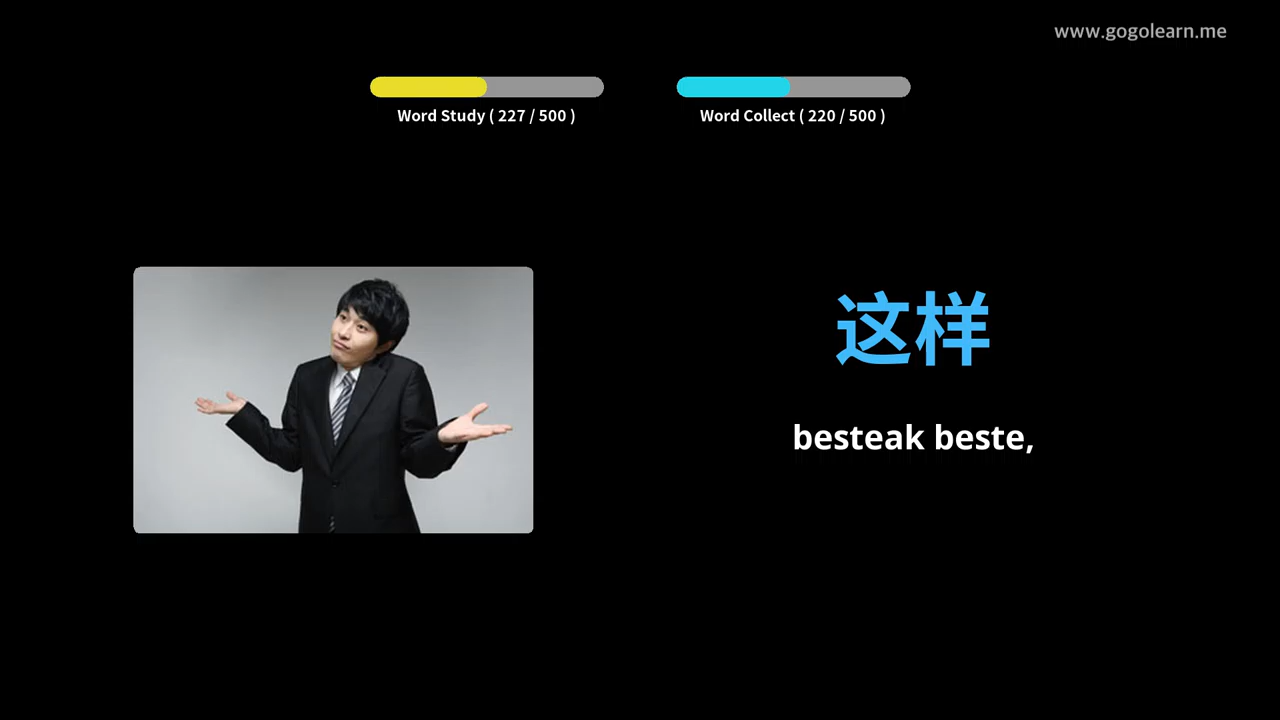 www.gogolearn.me
Word Study ( 227 / 500 )
Word Collect ( 220 / 500 )
这样
besteak beste,